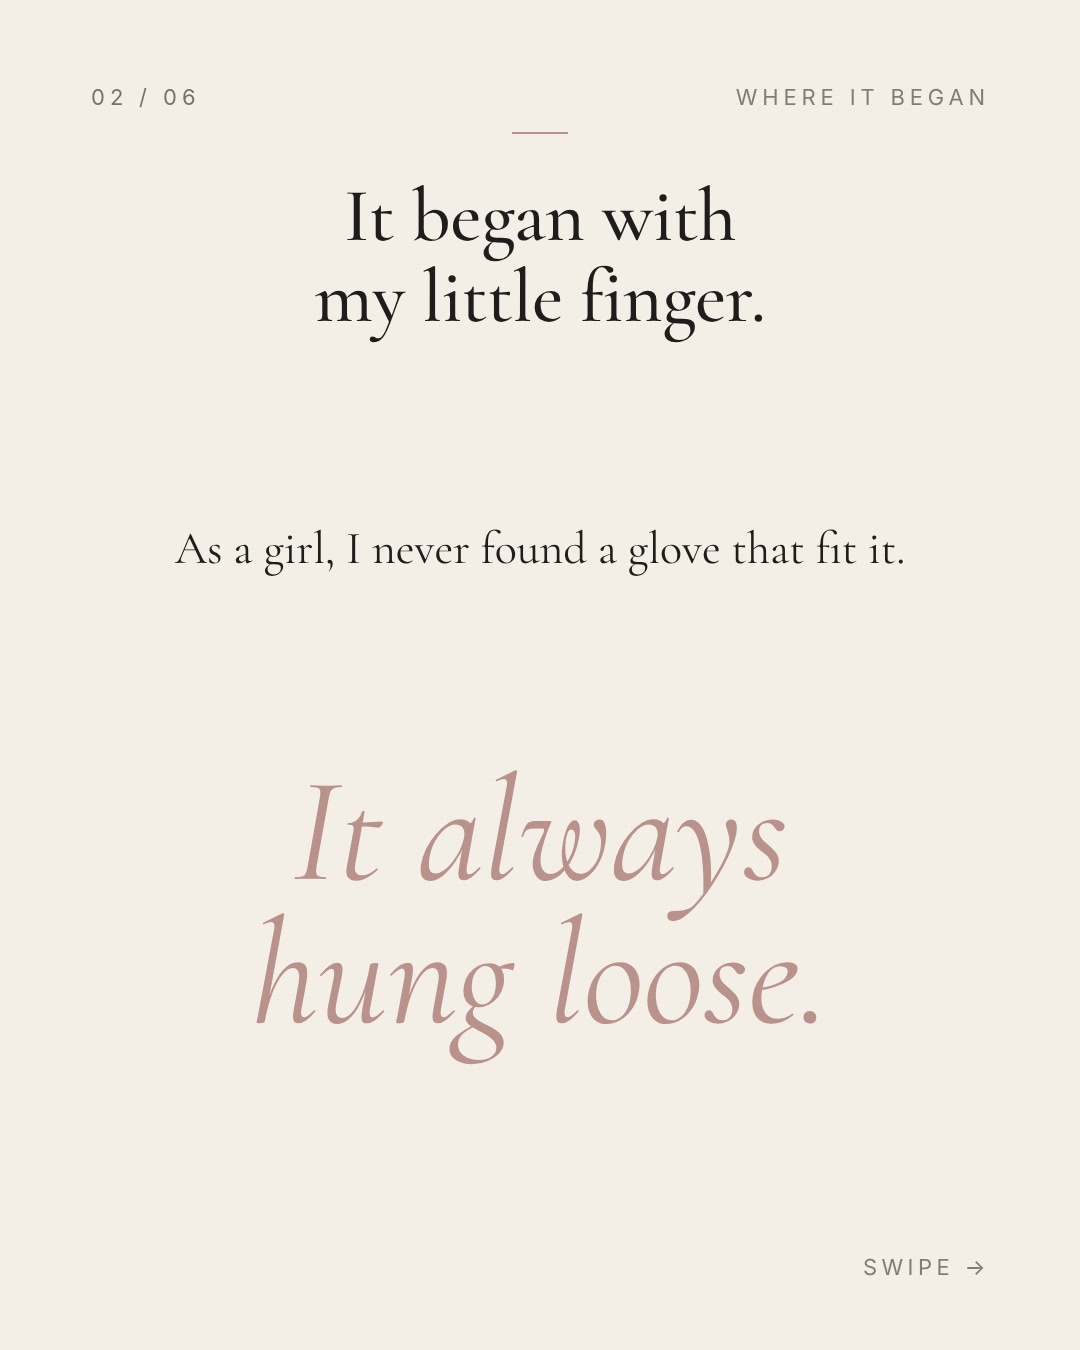 02 / 06
WHERE IT BEGAN
It began with
my little finger.
As a girl, I never found a glove that fit it.
It always
hung loose.
SWIPE →